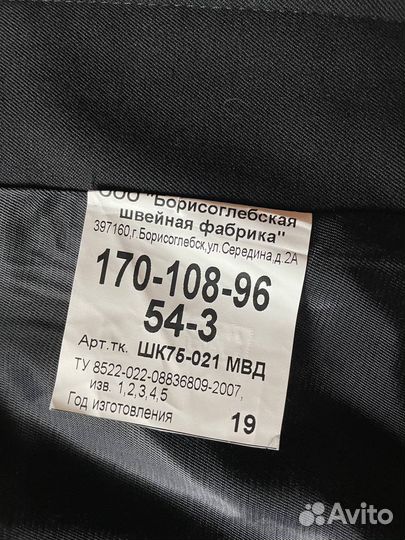 ООО "Борисоглебская
швейная фабрика"
397160,г.Борисоглебск,ул.Середина,д.2А
170-108-96
54-3
Арт.тк. ШК75-021 МВД
ТУ 8522-022-08836809-2007,
изв. 1,2,3,4,5
Год изготовления 19
Avito